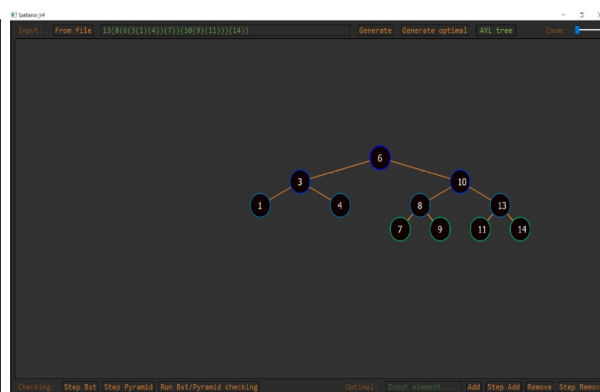 Sakharov_lr4
Input: From file 13(8(6(3(1)(4))(7))(10(9)(11)))(14)) Generate Generate optimal AVL tree Zoom:
6
3 10
1 4 8 13
7 9 11 14
Checking: Step Bst Step Pyramid Run Bst/Pyramid checking Optimal: Input element... Add Step Add Remove Step Remov